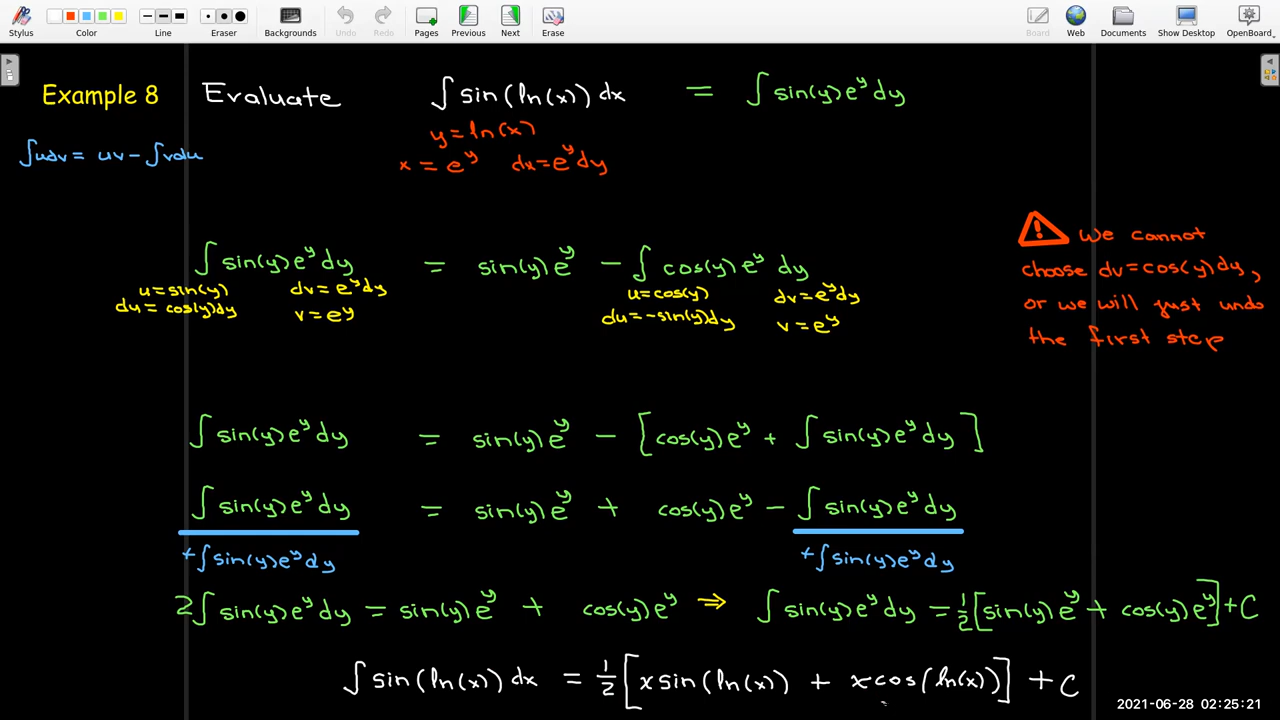 Stylus Color Line Eraser Backgrounds Undo Redo Pages Previous Next Erase Board Web Documents Show Desktop OpenBoard
Example 8 Evaluate ∫ sin(ln(x)) dx = ∫ sin(y) e^y dy
y = ln(x)
∫udv = uv - ∫vdu
x = e^y dx = e^y dy
We cannot
choose dv = cos(y) dy,
or we will just undo
the first step
∫ sin(y) e^y dy = sin(y) e^y - ∫ cos(y) e^y dy
u = sin(y) dv = e^y dy u = cos(y) dv = e^y dy
du = cos(y) dy v = e^y du = -sin(y) dy v = e^y
∫ sin(y) e^y dy = sin(y) e^y - [cos(y) e^y + ∫ sin(y) e^y dy]
∫ sin(y) e^y dy = sin(y) e^y + cos(y) e^y - ∫ sin(y) e^y dy
+∫ sin(y) e^y dy +∫ sin(y) e^y dy
2∫ sin(y) e^y dy = sin(y) e^y + cos(y) e^y ⇒ ∫ sin(y) e^y dy = 1/2 [sin(y) e^y + cos(y) e^y] + C
∫ sin(ln(x)) dx = 1/2 [x sin(ln(x)) + x cos(ln(x))] + C
2021-06-28 02:25:21